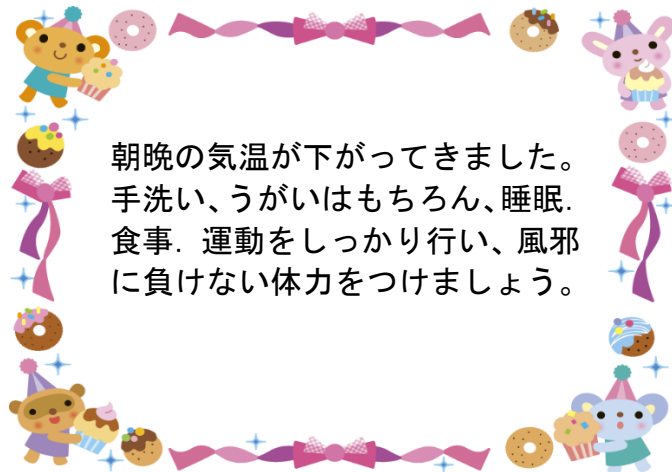 朝晩の気温が下がってきました。
手洗い、うがいはもちろん、睡眠.
食事. 運動をしっかり行い、風邪
に負けない体力をつけましょう。